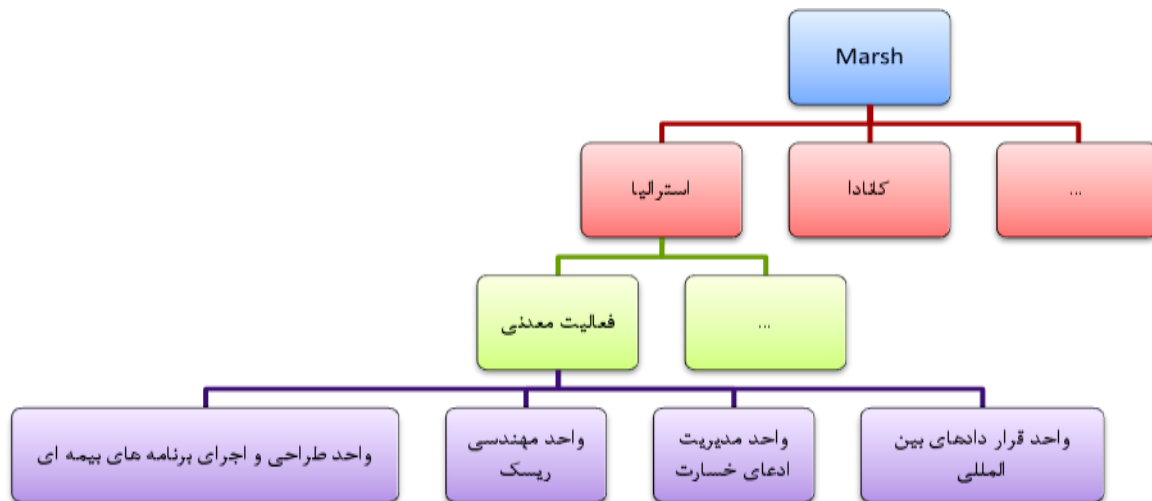 Marsh
استرالیا
کانادا
...
فعالیت معدنی
...
واحد طراحی و اجرای برنامه های بیمه ای
واحد مهندسی
ریسک
واحد مدیریت
ادعای خسارت
واحد قرار دادهای بین
المللی